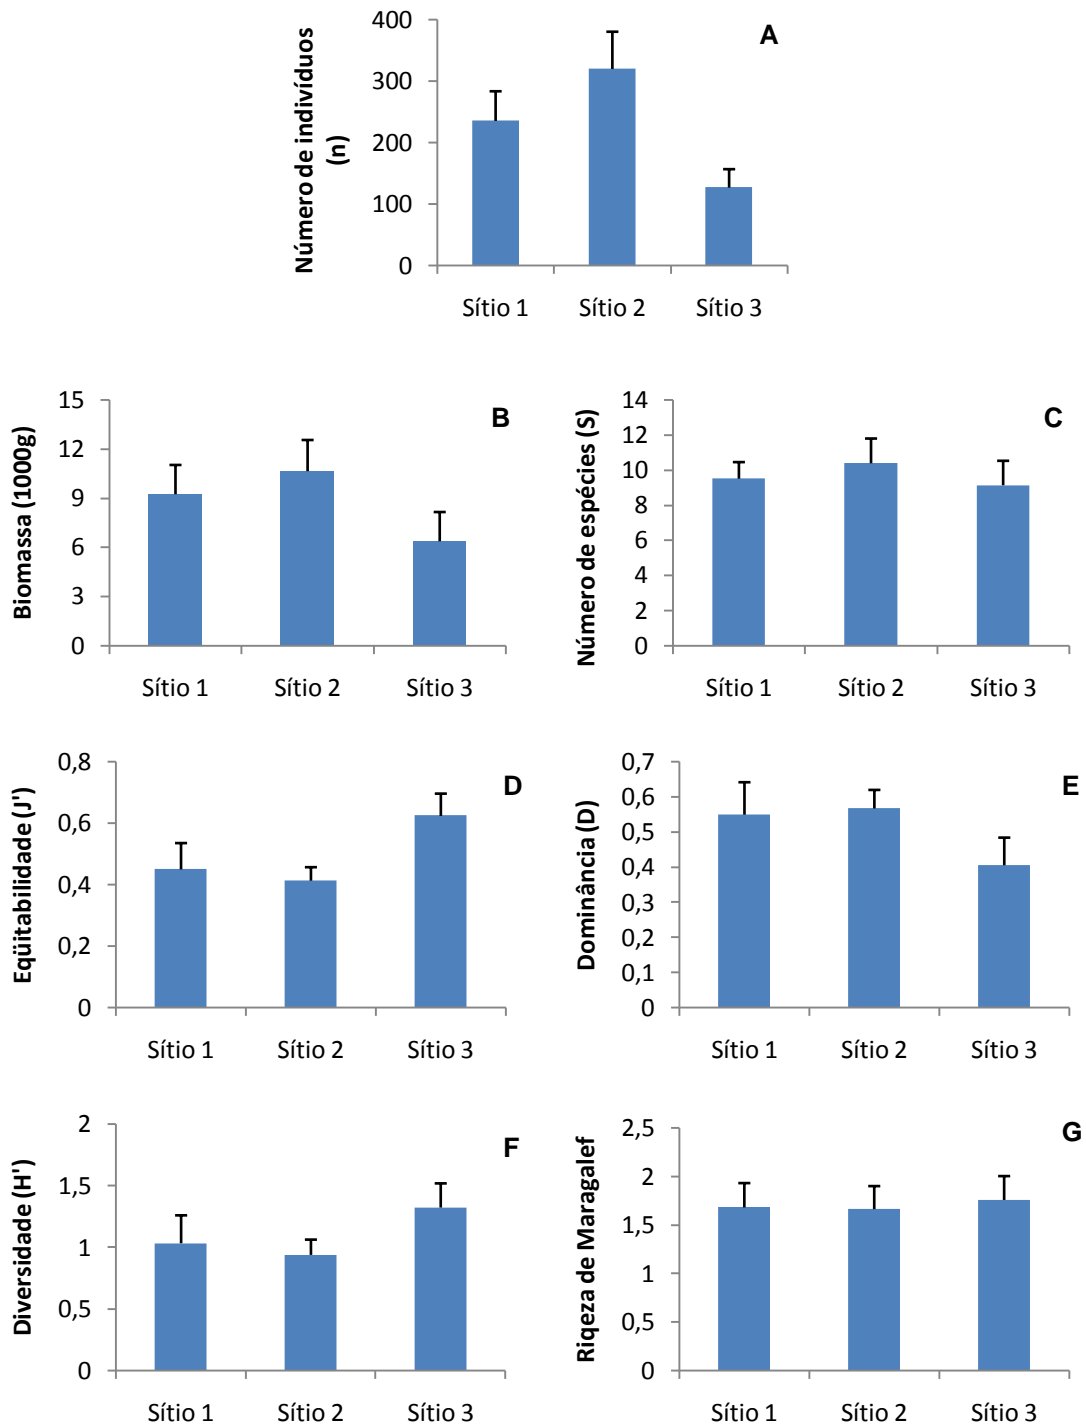 A
Número de indivíduos
(n)
400
300
200
100
0
Sítio 1 Sítio 2 Sítio 3
B
Biomassa (1000g)
15
12
9
6
3
0
Sítio 1 Sítio 2 Sítio 3
C
Número de espécies (S)
14
12
10
8
6
4
2
0
Sítio 1 Sítio 2 Sítio 3
D
Eqüitabilidade (J')
0,8
0,6
0,4
0,2
0
Sítio 1 Sítio 2 Sítio 3
E
Dominância (D)
0,7
0,6
0,5
0,4
0,3
0,2
0,1
0
Sítio 1 Sítio 2 Sítio 3
F
Diversidade (H')
2
1,5
1
0,5
0
Sítio 1 Sítio 2 Sítio 3
G
Riqeza de Maragalef
2,5
2
1,5
1
0,5
0
Sítio 1 Sítio 2 Sítio 3